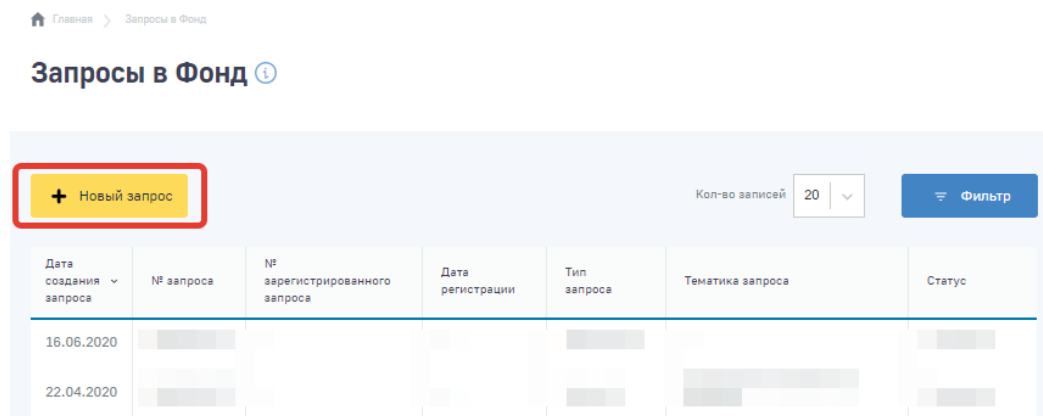 Главная > Запросы в Фонд
Запросы в Фонд
Новый запрос
Кол-во записей 20
Фильтр
Дата создания запроса
№ запроса
№ зарегистрированного запроса
Дата регистрации
Тип запроса
Тематика запроса
Статус
16.06.2020
22.04.2020